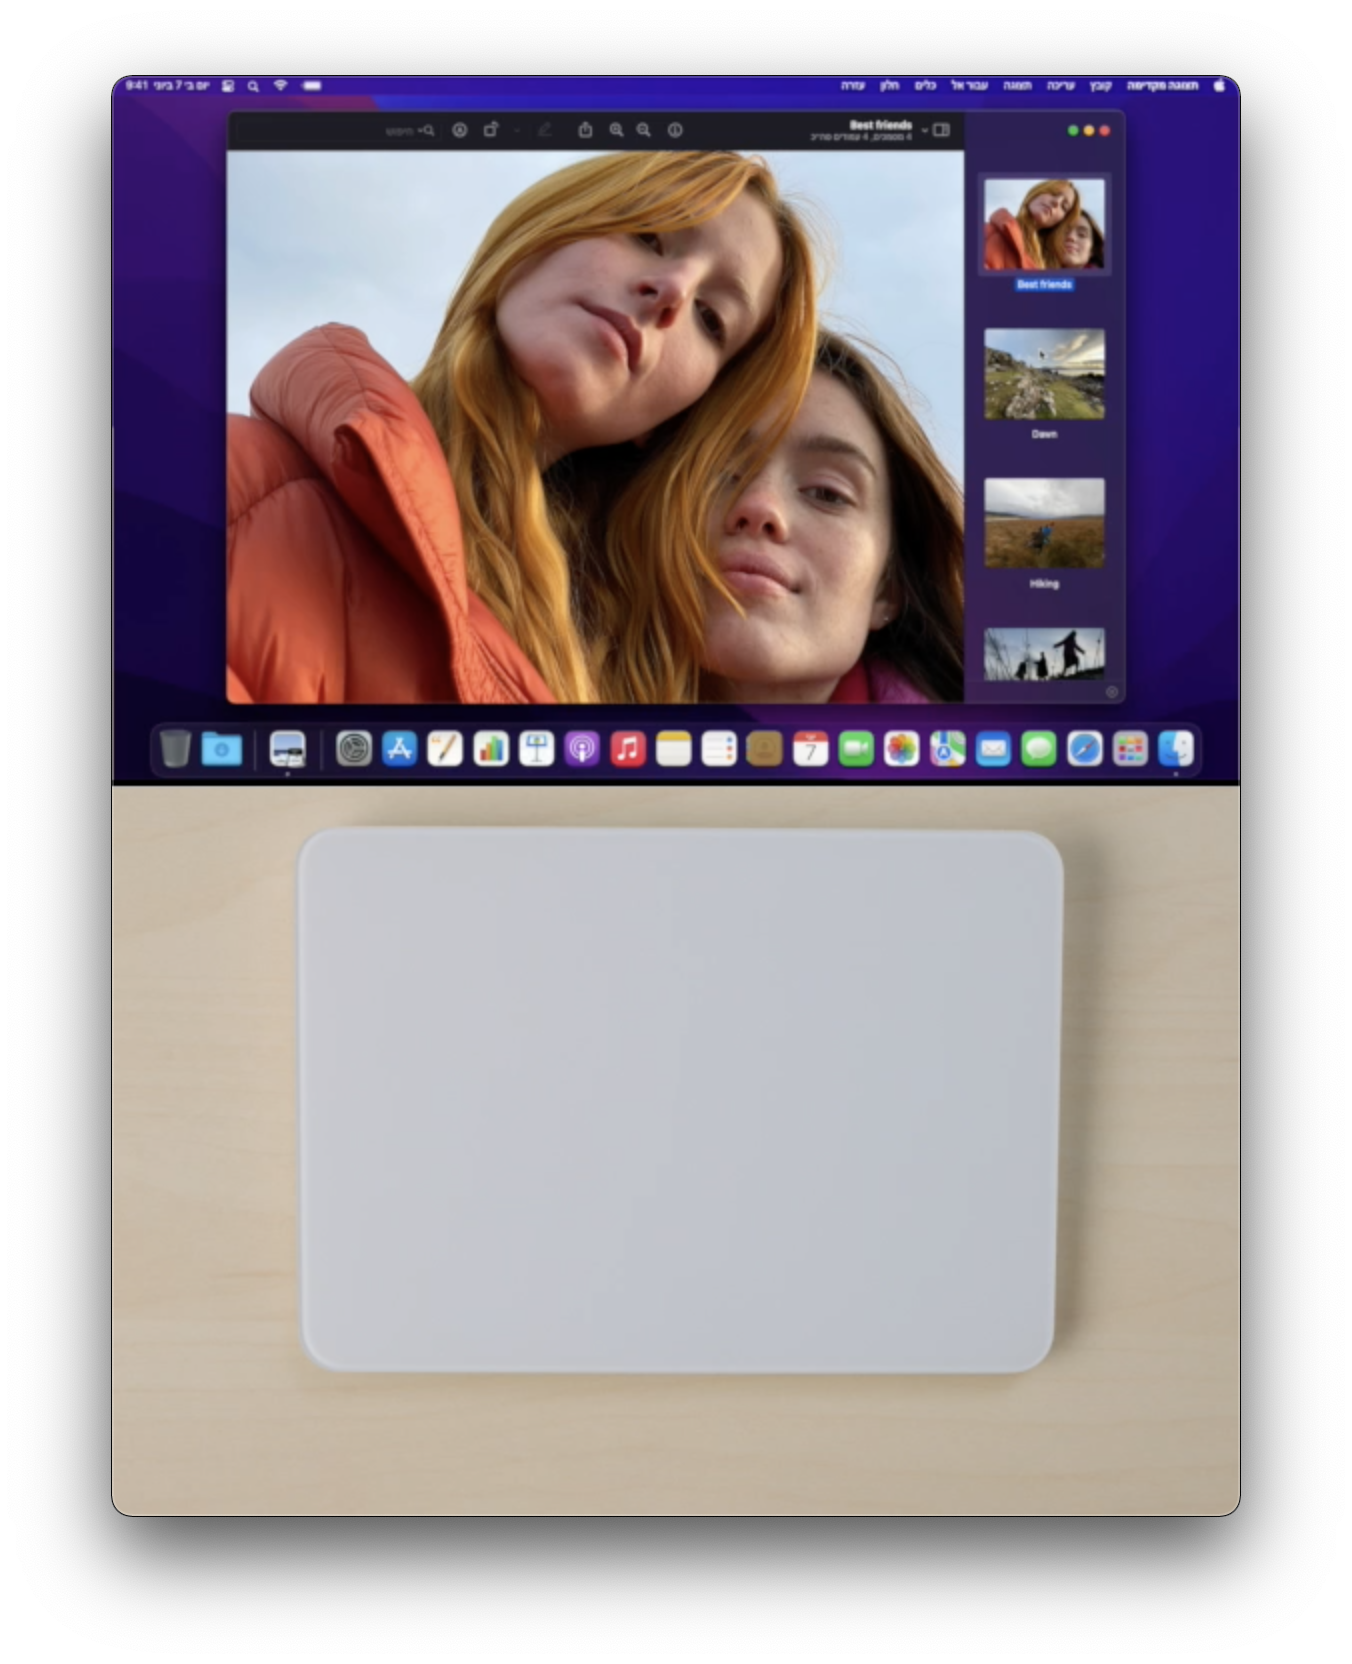 תצוגה מקדימה קובץ עריכה תצוגה עבור אל כלים חלון עזרה
יום ב׳ 7 ביוני 9:41
Best friends
4 מסמכים, 4 עמודים סה״כ
חיפוש
Best friends
Dawn
Hiking
7